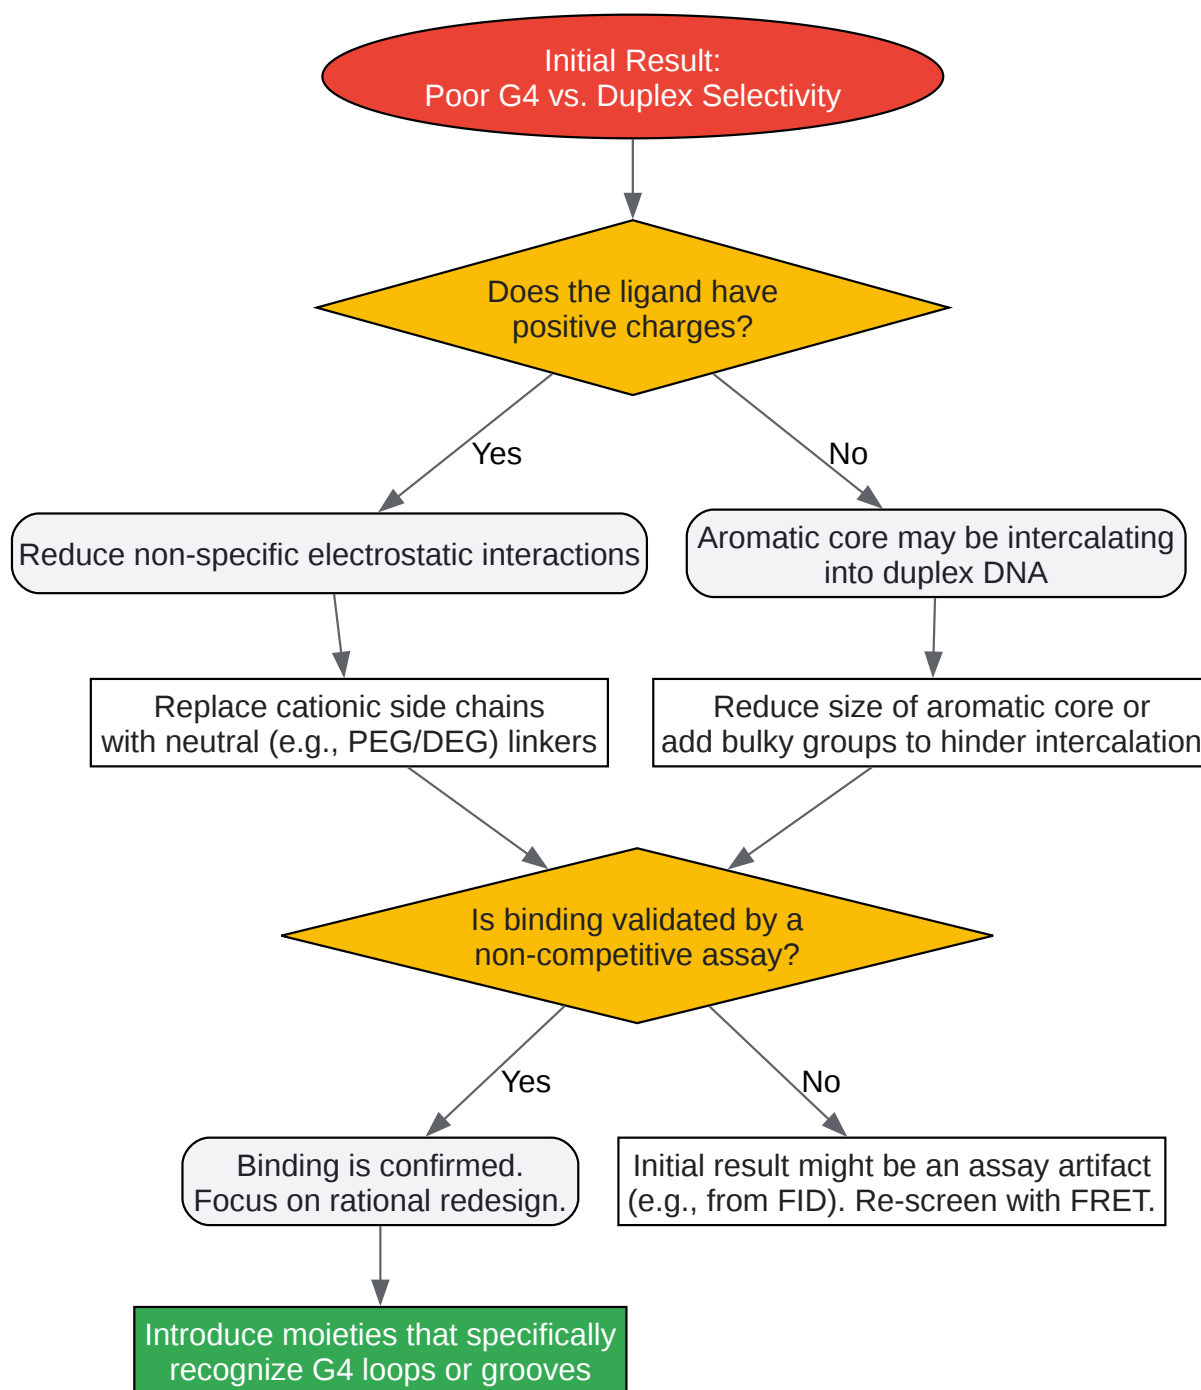 Initial Result:
Poor G4 vs. Duplex Selectivity
Does the ligand have
positive charges?
Yes
No
Reduce non-specific electrostatic interactions
Aromatic core may be intercalating
into duplex DNA
Replace cationic side chains
with neutral (e.g., PEG/DEG) linkers
Reduce size of aromatic core or
add bulky groups to hinder intercalation
Is binding validated by a
non-competitive assay?
Yes
No
Binding is confirmed.
Focus on rational redesign.
Initial result might be an assay artifact
(e.g., from FID). Re-screen with FRET.
Introduce moieties that specifically
recognize G4 loops or grooves